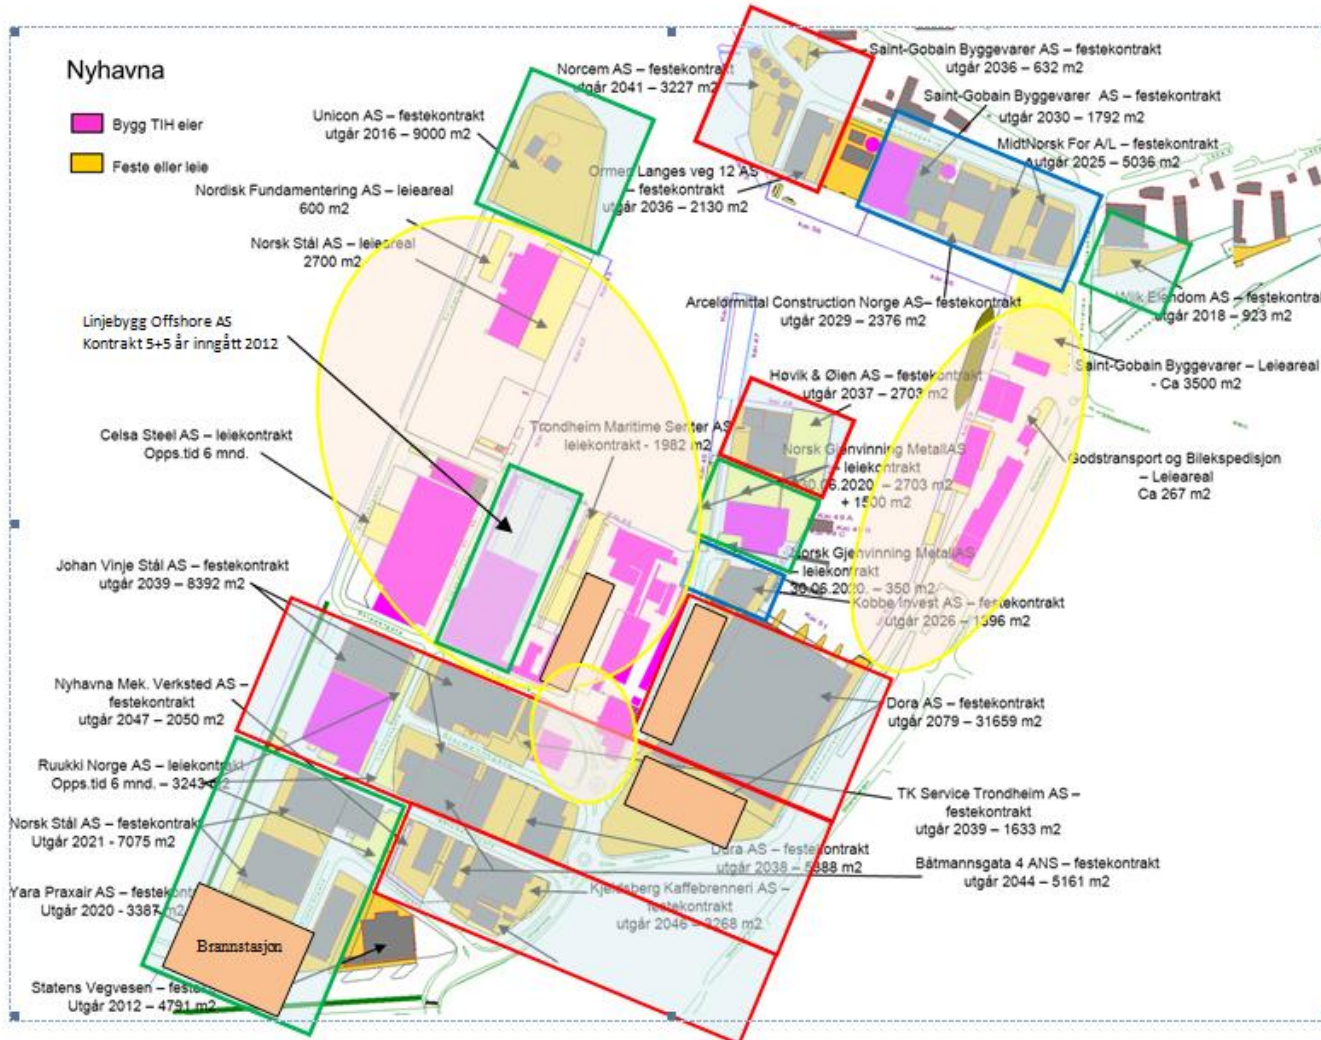 Nyhavna
Bygg TIH eier
Feste eller leie
Unicon AS – festekontrakt
utgår 2016 – 9000 m2
Nordisk Fundamentering AS – leieareal
600 m2
Norsk Stål AS – leieareal
2700 m2
Linjebygg Offshore AS
Kontrakt 5+5 år inngått 2012
Celsa Steel AS – leiekontrakt
Opps.tid 6 mnd.
Johan Vinje Stål AS – festekontrakt
utgår 2039 – 8392 m2
Nyhavna Mek. Verksted AS –
festekontrakt
utgår 2047 – 2050 m2
Ruukki Norge AS – leiekontrakt
Opps.tid 6 mnd. – 3243 m2
Norsk Stål AS – festekontrakt
Utgår 2021 - 7075 m2
Yara Praxair AS – festekont
Utgår 2020 - 3387 m2
Brannstasjon
Statens Vegvesen – feste
Utgår 2012 – 4791 m2
Norcem AS – festekontrakt
utgår 2041 – 3227 m2
Ormen Langes veg 12 AS
– festekontrakt
utgår 2036 – 2130 m2
Saint-Gobain Byggevarer AS – festekontrakt
utgår 2036 – 632 m2
Saint-Gobain Byggevarer AS – festekontrakt
utgår 2030 – 1792 m2
MidtNorsk For A/L – festekontrakt
utgår 2025 – 5036 m2
Arcelormittal Construction Norge AS– festekontrakt
utgår 2029 – 2376 m2
Wiik Eiendom AS – festekontrakt
utgår 2018 – 923 m2
Saint-Gobain Byggevarer – Leieareal
- Ca 3500 m2
Godstransport og Bilekspedisjon
– Leieareal
Ca 267 m2
Høvik & Øien AS – festekontrakt
utgår 2037 – 2703 m2
Trondheim Maritime Senter AS –
leiekontrakt - 1982 m2
Norsk Gjenvinning MetallAS
– leiekontrakt
30.06.2020. – 2703 m2
+ 1500 m2
Kai 49 A
Norsk Gjenvinning MetallAS
– leiekontrakt
30.06.2020. – 350 m2
Kobbe Invest AS – festekontrakt
utgår 2026 – 1396 m2
Kai 51
Dora AS – festekontrakt
utgår 2079 – 31659 m2
TK Service Trondheim AS –
festekontrakt
utgår 2039 – 1633 m2
Dora AS – festekontrakt
utgår 2038 – 5388 m2
Båtmannsgata 4 ANS – festekontrakt
utgår 2044 – 5161 m2
Kjeldsberg Kaffebrenneri AS –
festekontrakt
utgår 2046 – 3268 m2